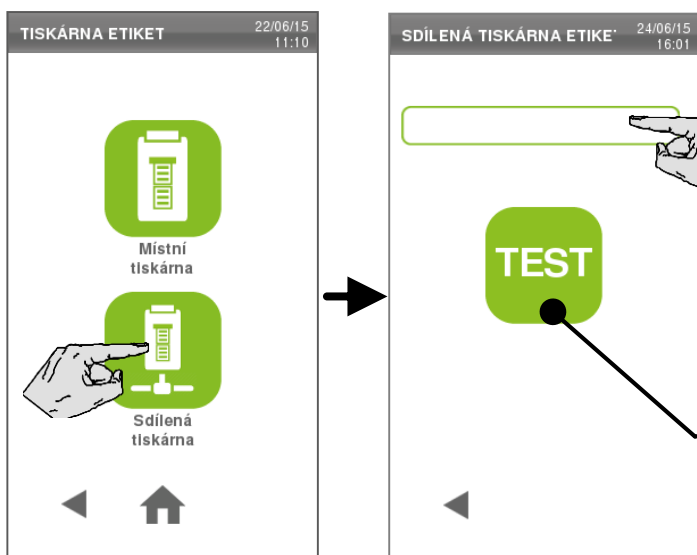 TISKÁRNA ETIKET
22/06/15
11:10
Místní
tiskárna
Sdílená
tiskárna
SDÍLENÁ TISKÁRNA ETIKE
24/06/15
16:01
TEST